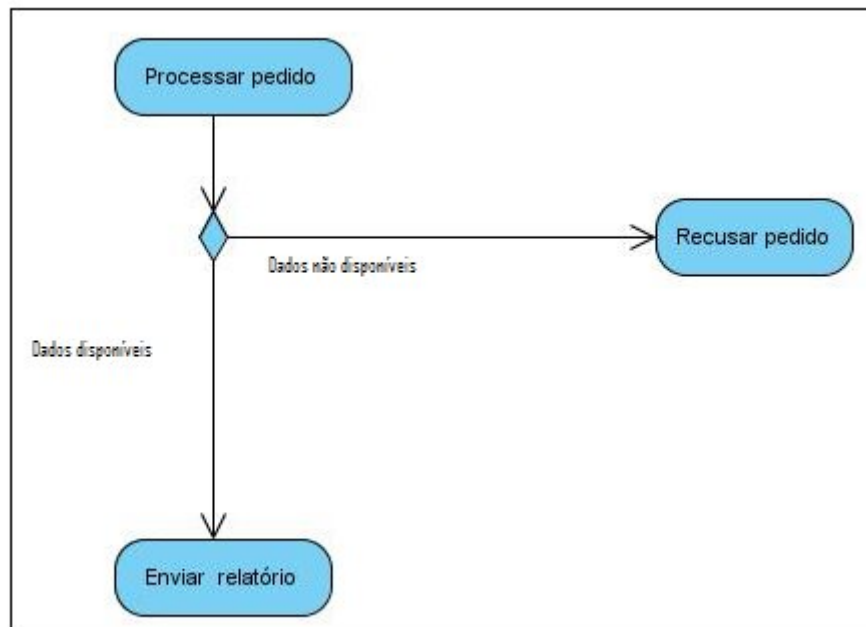 Processar pedido
Recusar pedido
Dados não disponíveis
Dados disponíveis
Enviar relatório